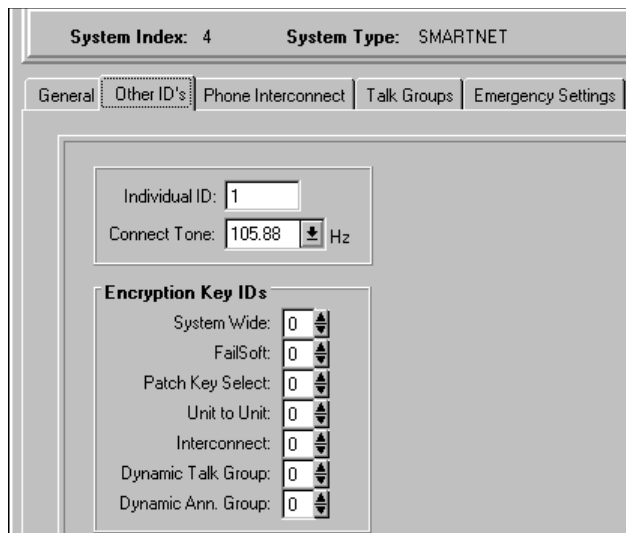 System Index: 4 System Type: SMARTNET
General Other ID's Phone Interconnect Talk Groups Emergency Settings
Individual ID: 1
Connect Tone: 105.88 Hz
Encryption Key IDs
System Wide: 0
FailSoft: 0
Patch Key Select: 0
Unit to Unit: 0
Interconnect: 0
Dynamic Talk Group: 0
Dynamic Ann. Group: 0